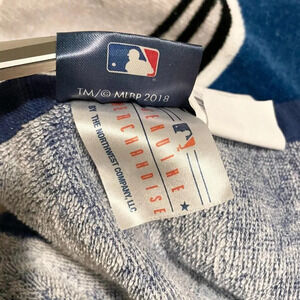 TM/© MLBP 2018
GENUINE
MERCHANDISE
BY THE NORTHWEST COMPANY, LLC